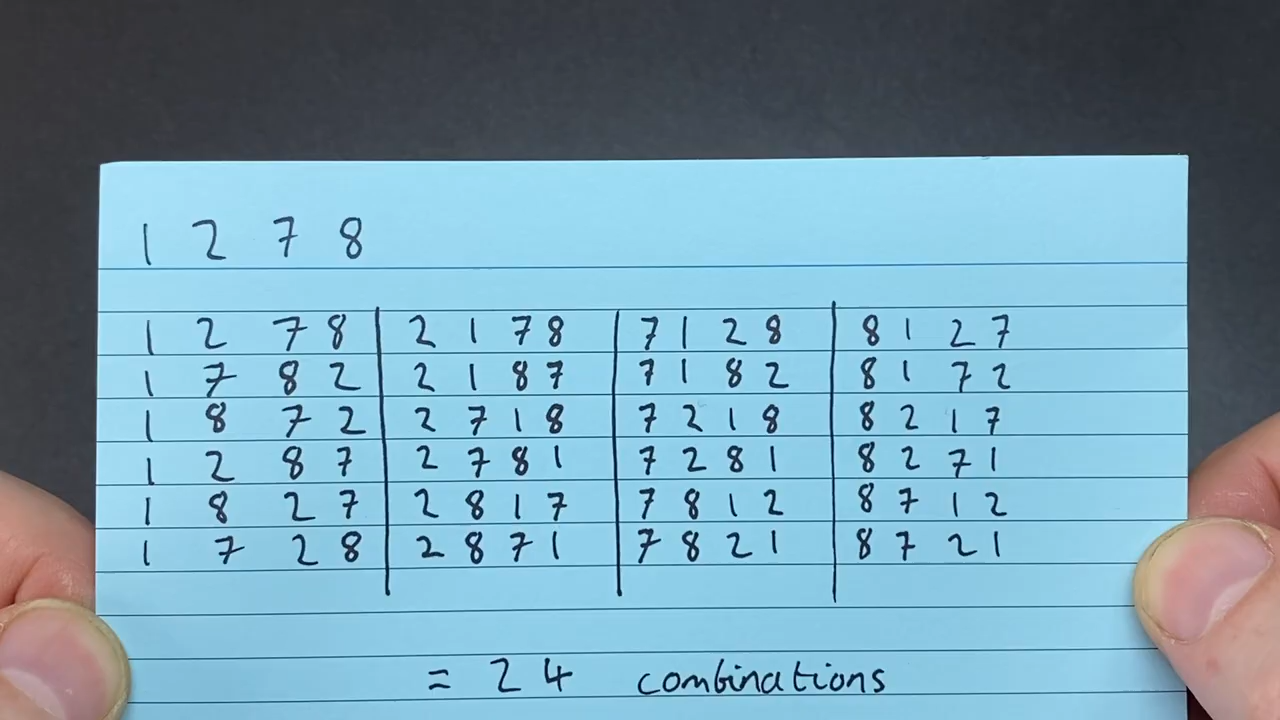 1 2 7 8
1 2 7 8 2 1 7 8 7 1 2 8 8 1 2 7
1 7 8 2 2 1 8 7 7 1 8 2 8 1 7 2
1 8 7 2 2 7 1 8 7 2 1 8 8 2 1 7
1 2 8 7 2 7 8 1 7 2 8 1 8 2 7 1
1 8 2 7 2 8 1 7 7 8 1 2 8 7 1 2
1 7 2 8 2 8 7 1 7 8 2 1 8 7 2 1
= 24 combinations